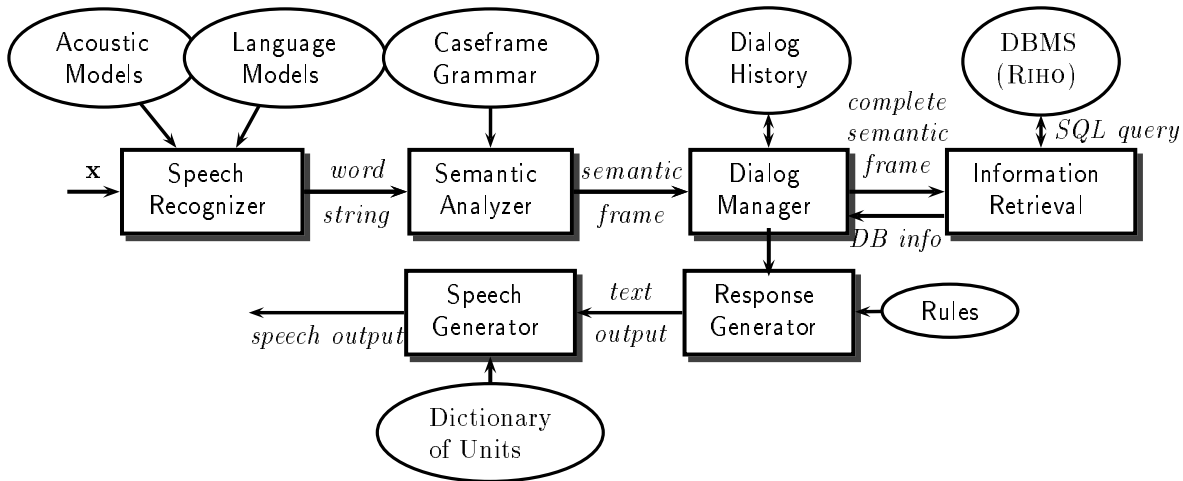 Acoustic
Models
Language
Models
Caseframe
Grammar
Dialog
History
DBMS
(RIHO)
complete
semantic
frame
SQL query
x
Speech
Recognizer
word
string
Semantic
Analyzer
semantic
frame
Dialog
Manager
Information
Retrieval
DB info
speech output
Speech
Generator
text
output
Response
Generator
Rules
Dictionary
of Units